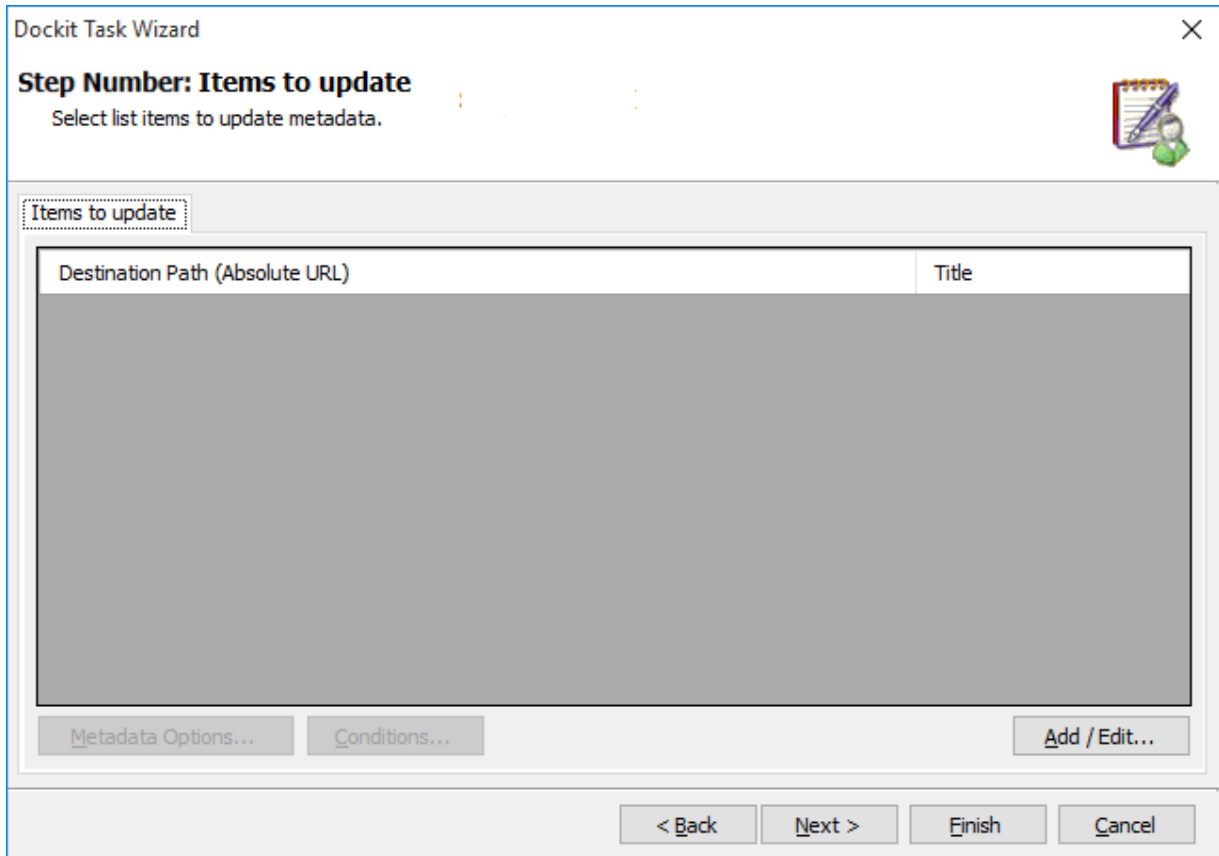 Dockit Task Wizard
Step Number: Items to update
Select list items to update metadata.
Items to update
Destination Path (Absolute URL) Title
Metadata Options... Conditions... Add / Edit...
< Back Next > Finish Cancel